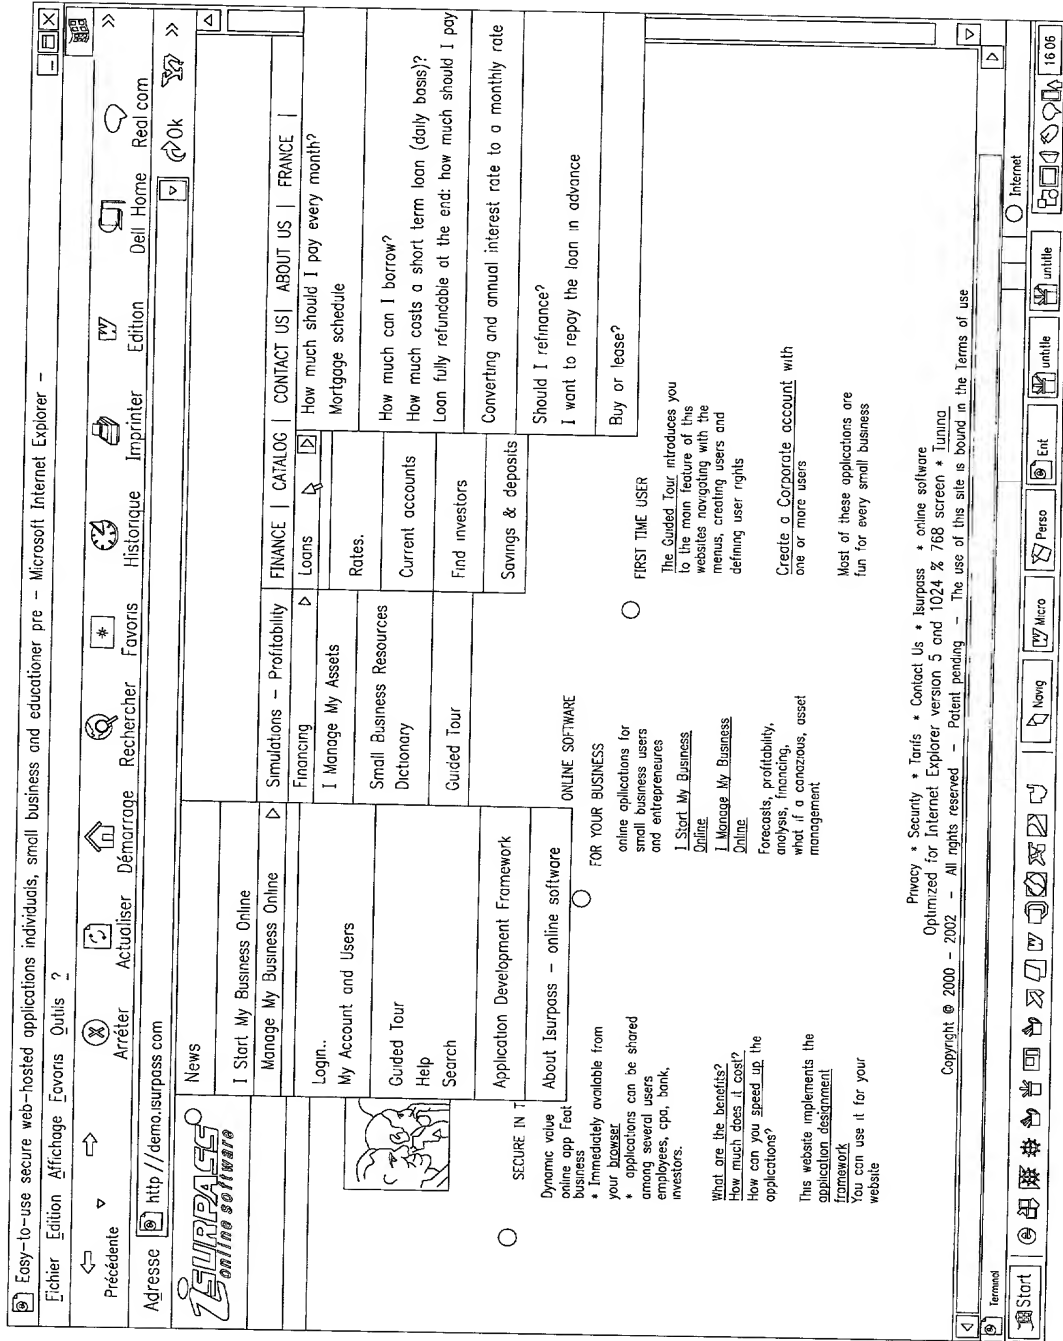 Easy-to-use secure web-hosted applications individuals, small business and educationer pre - Microsoft Internet Explorer -
Fichier Edition Affichage Favoris Outils ?
Précédente
Arrêter
Actualiser
Démarrage
Rechercher
Favoris
Historique
Imprimer
Edition
Dell Home
Real com
Adresse http //demo.isurpass com
Ok
iSURPASS
online software
News
I Start My Business Online
Manage My Business Online
Login..
My Account and Users
Guided Tour
Help
Search
Application Development Framework
About Isurpass - online software
Simulations - Profitability
Financing
I Manage My Assets
Small Business Resources
Dictionary
Guided Tour
FINANCE | CATALOG | CONTACT US| ABOUT US | FRANCE |
Loans
Rates.
Current accounts
Find investors
Savings & deposits
How much should I pay every month?
Mortgage schedule
How much can I borrow?
How much costs a short term loan (daily basis)?
Loan fully refundable at the end: how much should I pay
Converting and annual interest rate to a monthly rate
Should I refinance?
I want to repay the loan in advance
Buy or lease?
SECURE IN T
Dynamic value
online app Feat
business
* Immediately available from
your browser
* applications can be shared
among several users
employees, cpa, bank,
investors.
What are the benefits?
How much does it cost?
How can you speed up the
applications?
This website implements the
application designment
framework
You can use it for your
website
ONLINE SOFTWARE
FOR YOUR BUSINESS
online apilications for
small business users
and entrepreneures
I Start My Business
Online
I Manage My Business
Online
Forecasts, profitability,
analysis, financing,
what if a canazious, asset
management
FIRST TIME USER
The Guided Tour introduces you
to the main feature of this
websites navigating with the
menus, creating users and
defining user rights
Create a Corporate account with
one or more users
Most of these applications are
fun for every small business
Privacy * Security * Tarifs * Contact Us * Isurpass * online software
Optimized for Internet Explorer version 5 and 1024 % 768 screen * Tunina
Copyright @ 2000 - 2002 - All rights reserved - Patent pending - The use of this site is bound in the Terms of use
Terminal
Internet
Start
Navig
Micro
Perso
Ent
untitle
untitle
16 06